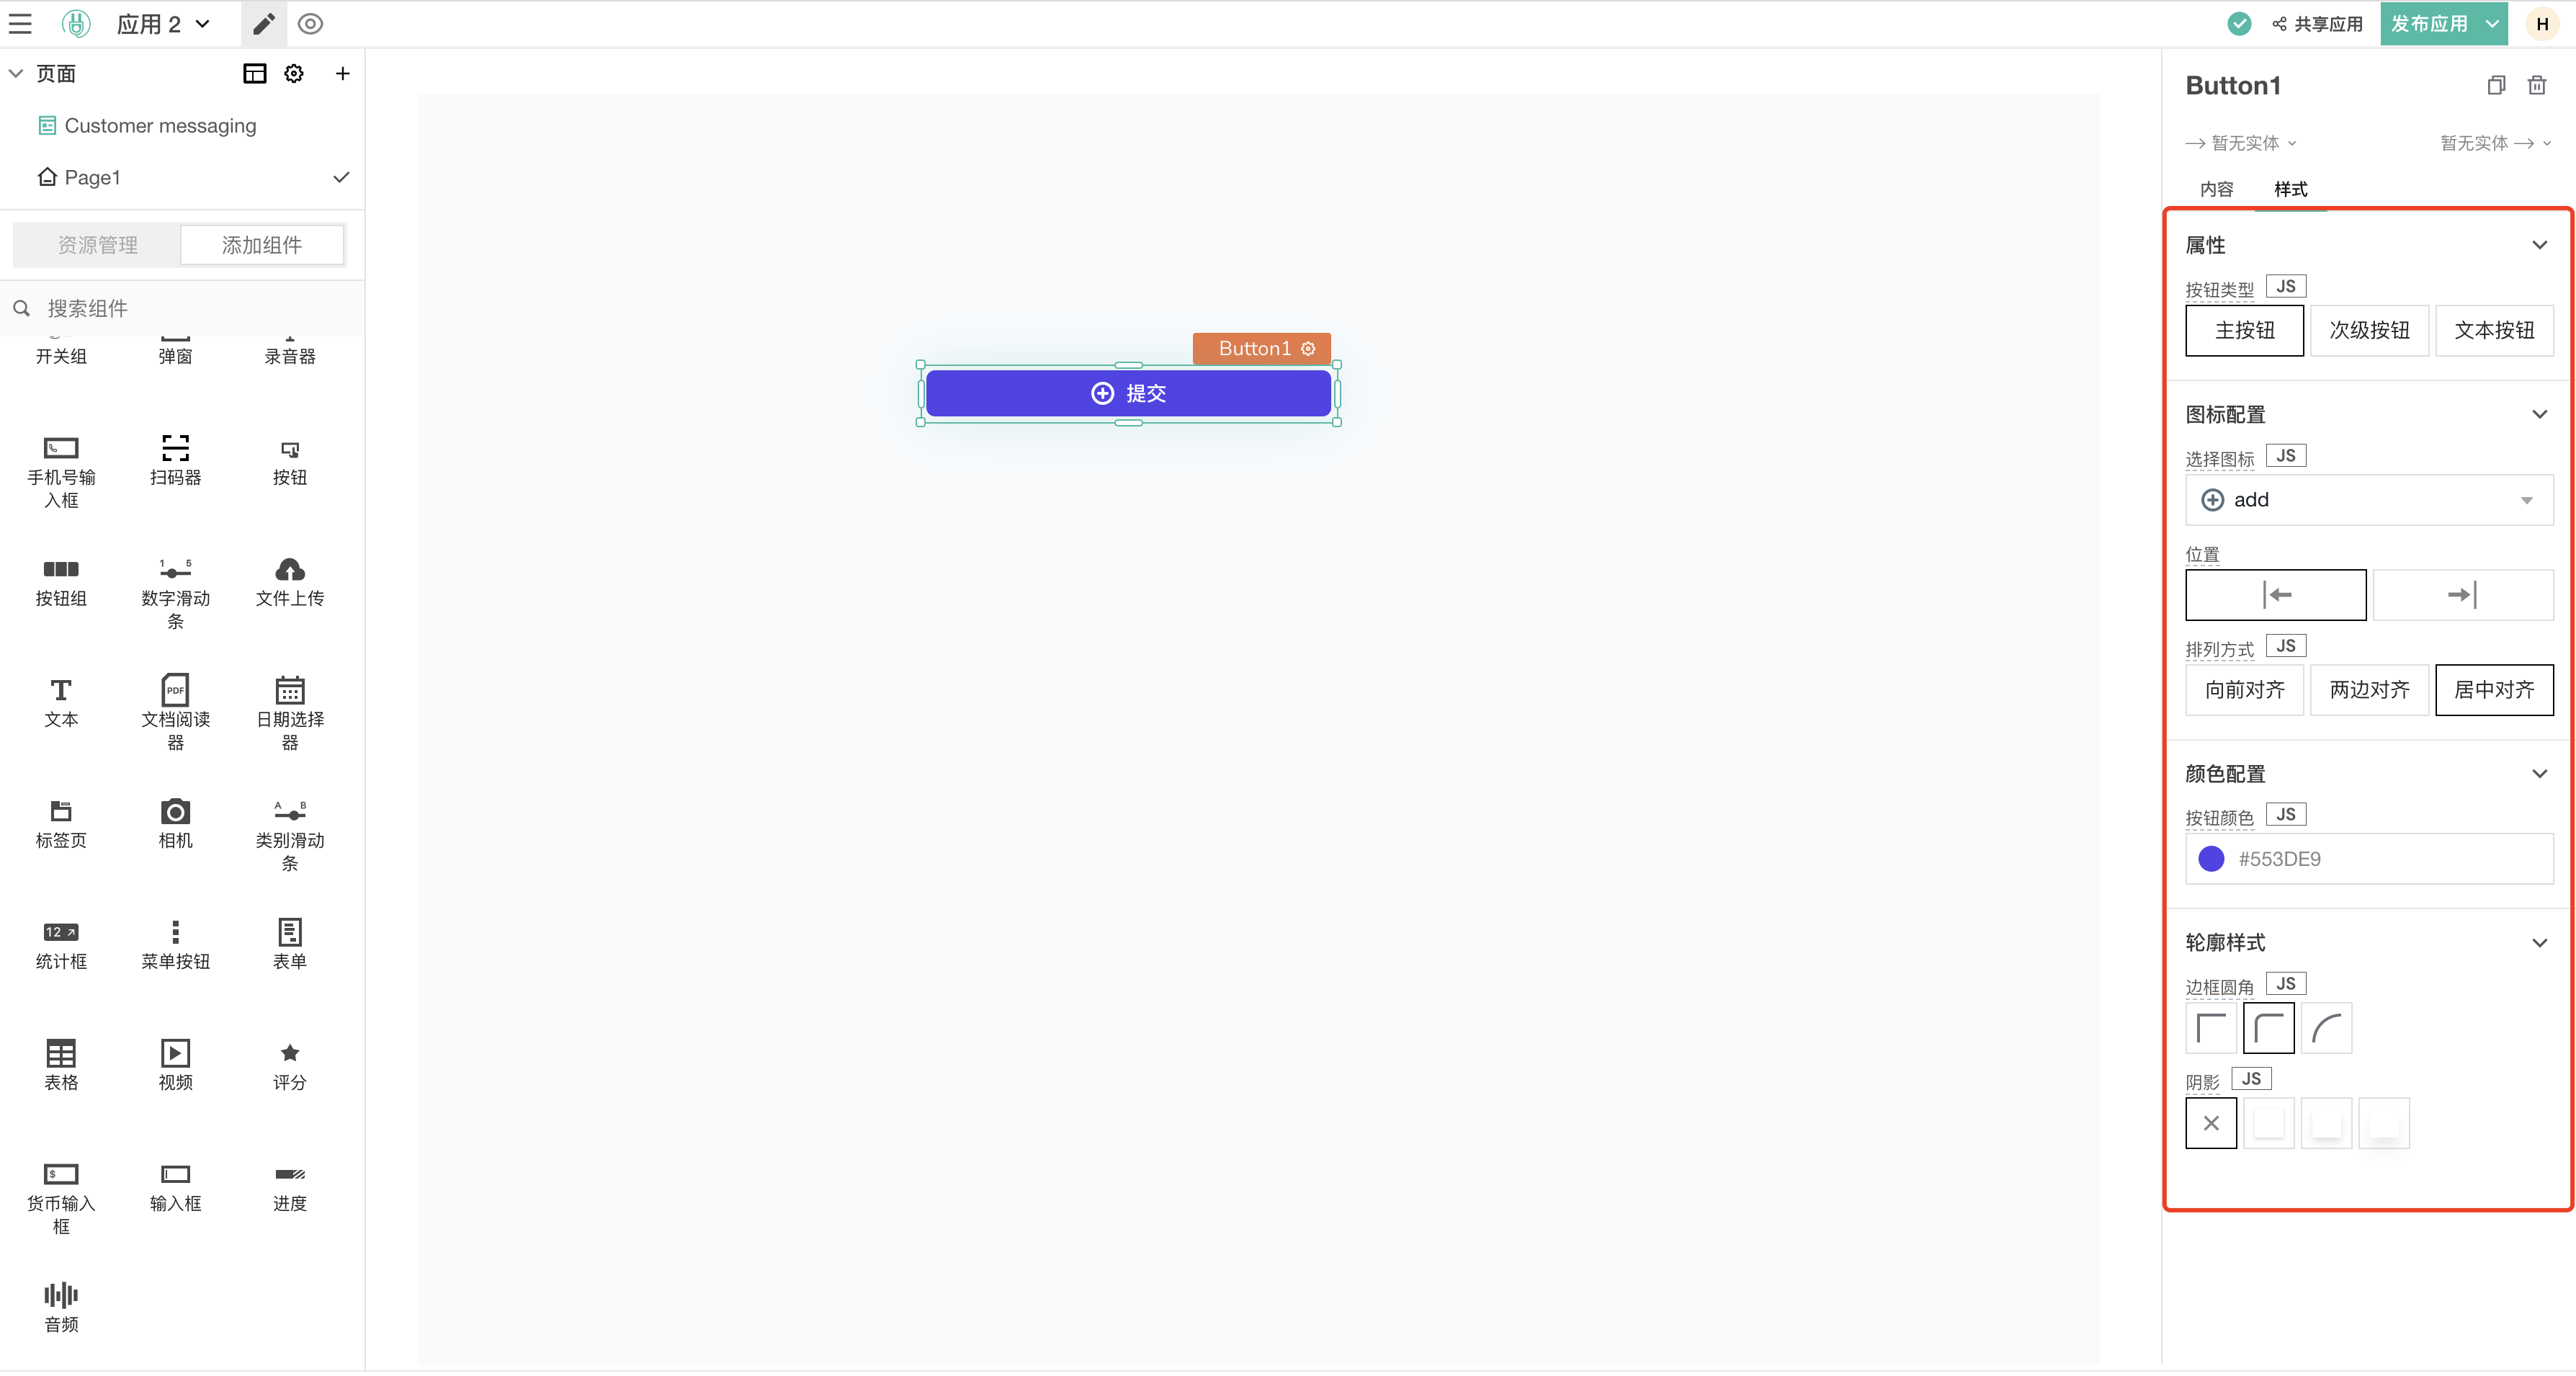 应用 2
共享应用
发布应用
H
页面
Customer messaging
Page1
资源管理
添加组件
搜索组件
开关组
弹窗
录音器
手机号输
入框
扫码器
按钮
按钮组
1 5
数字滑动
条
文件上传
T
文本
PDF
文档阅读
器
日期选择
器
标签页
相机
A B
类别滑动
条
12
统计框
菜单按钮
表单
表格
视频
评分
$
货币输入
框
输入框
进度
音频
Button1
提交
Button1
暂无实体
暂无实体
内容
样式
属性
按钮类型 JS
主按钮
次级按钮
文本按钮
图标配置
选择图标 JS
add
位置
排列方式 JS
向前对齐
两边对齐
居中对齐
颜色配置
按钮颜色 JS
#553DE9
轮廓样式
边框圆角 JS
阴影 JS